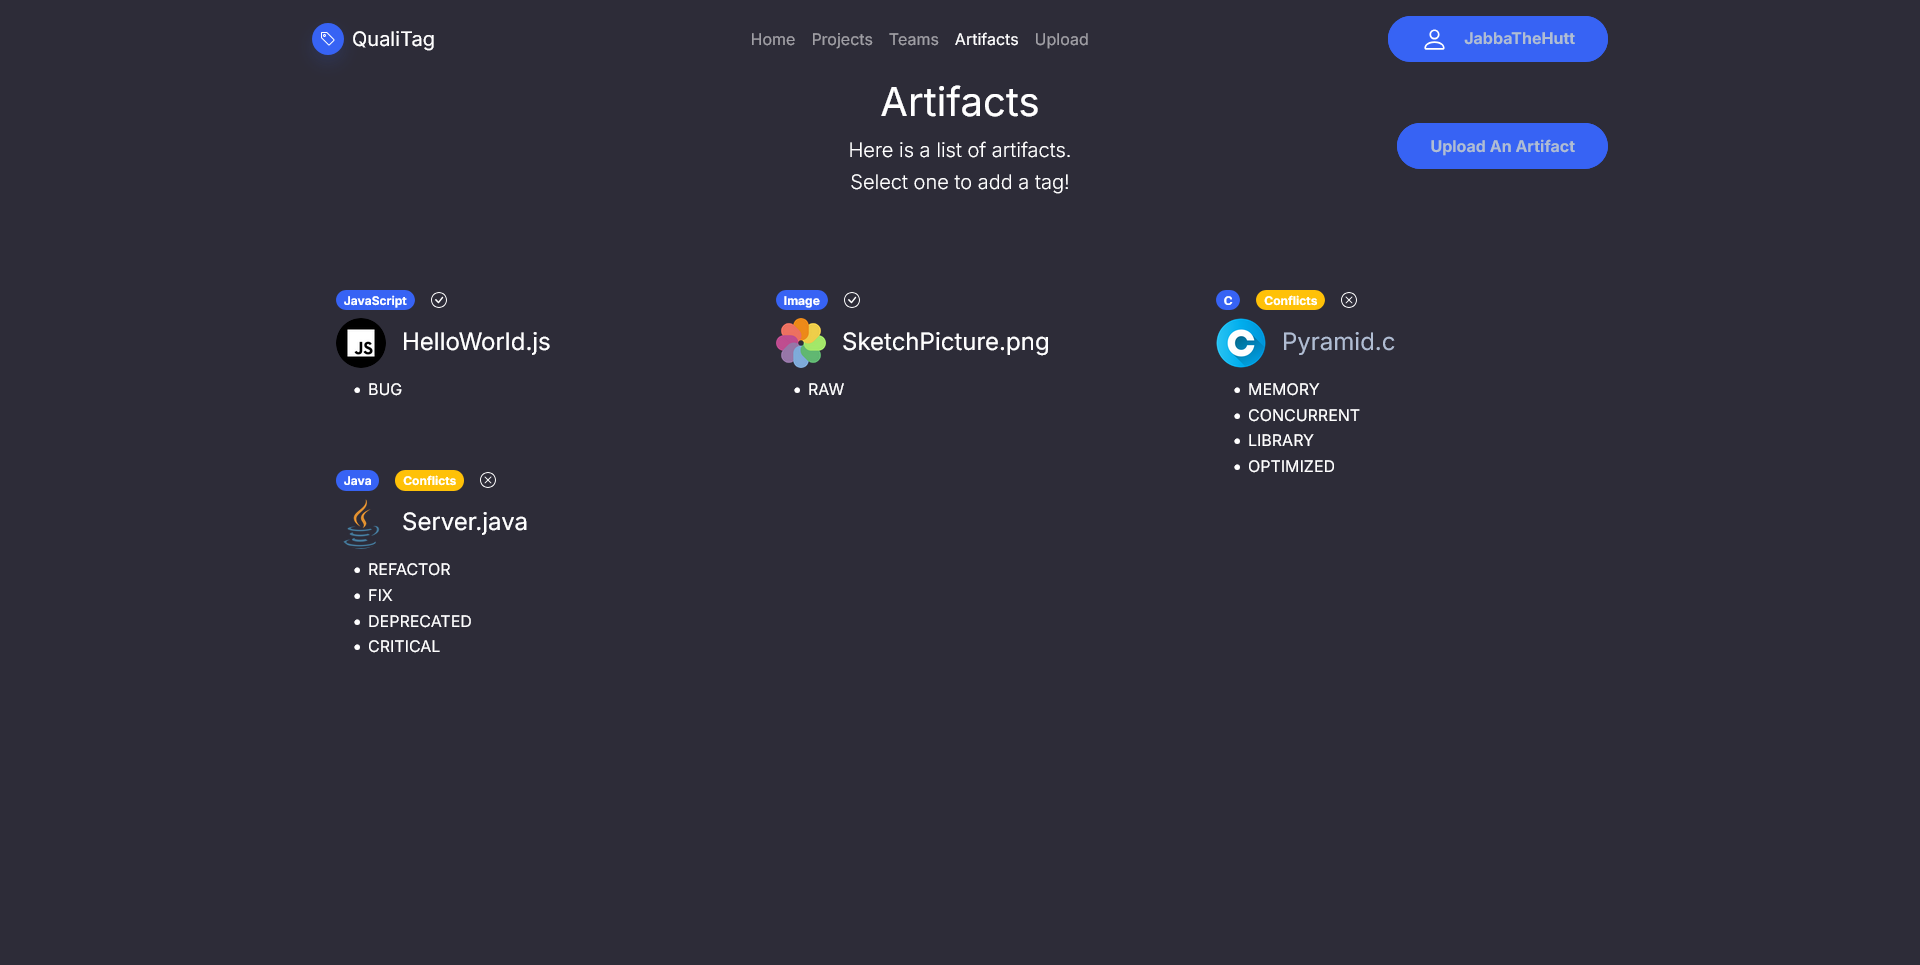 QualiTag
Home Projects Teams Artifacts Upload
JabbaTheHutt
Artifacts
Here is a list of artifacts.
Select one to add a tag!
Upload An Artifact
JavaScript
JS
HelloWorld.js
• BUG
Image
SketchPicture.png
• RAW
C Conflicts
C
Pyramid.c
• MEMORY
• CONCURRENT
• LIBRARY
• OPTIMIZED
Java Conflicts
Server.java
• REFACTOR
• FIX
• DEPRECATED
• CRITICAL